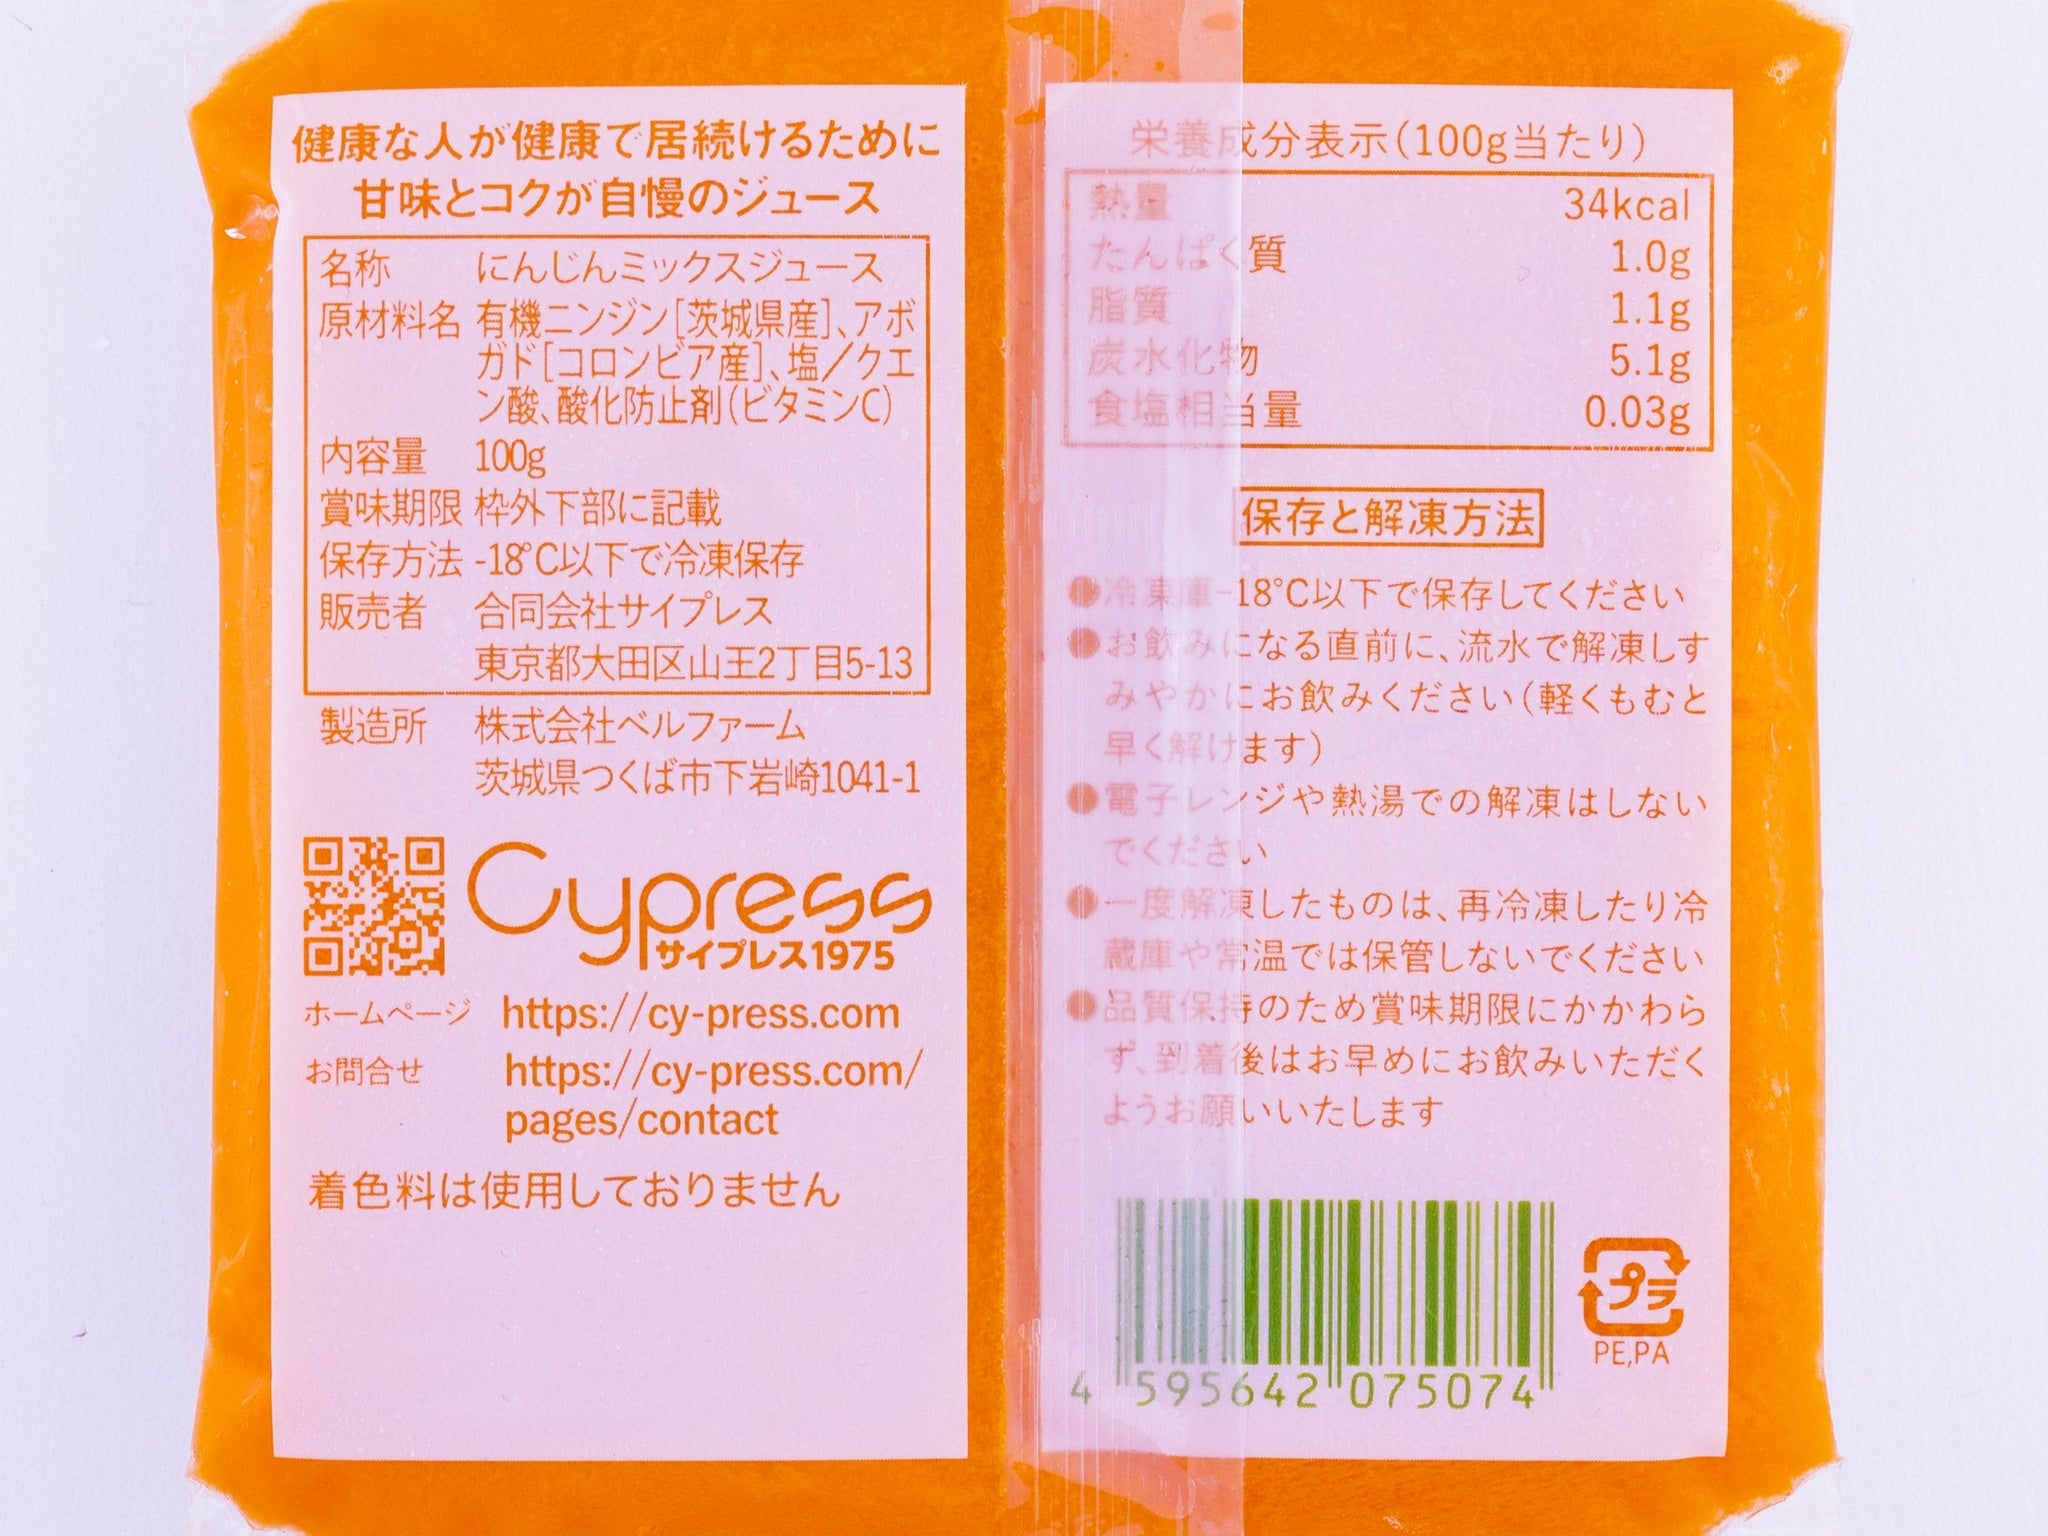 健康な人が健康で居続けるために
甘味とコクが自慢のジュース
名称 にんじんミックスジュース
原材料名 有機ニンジン[茨城県産]、アボ
ガド[コロンビア産]、塩／クエ
ン酸、酸化防止剤(ビタミンC)
内容量 100g
賞味期限 枠外下部に記載
保存方法 -18℃以下で冷凍保存
販売者 合同会社サイプレス
東京都大田区山王2丁目5-13
製造所 株式会社ベルファーム
茨城県つくば市下岩崎1041-1
Cypress
サイプレス1975
ホームページ https://cy-press.com
お問合せ https://cy-press.com/
pages/contact
着色料は使用しておりません
栄養成分表示(100g当たり)
熱量 34kcal
たんぱく質 1.0g
脂質 1.1g
炭水化物 5.1g
食塩相当量 0.03g
保存と解凍方法
●冷凍庫-18℃以下で保存してください
●お飲みになる直前に、流水で解凍しす
みやかにお飲みください(軽くもむと
早く解けます)
●電子レンジや熱湯での解凍はしない
でください
●一度解凍したものは、再冷凍したり冷
蔵庫や常温では保管しないでください
●品質保持のため賞味期限にかかわら
ず、到着後はお早めにお飲みいただく
ようお願いいたします
4 595642 075074
プラ
PE,PA